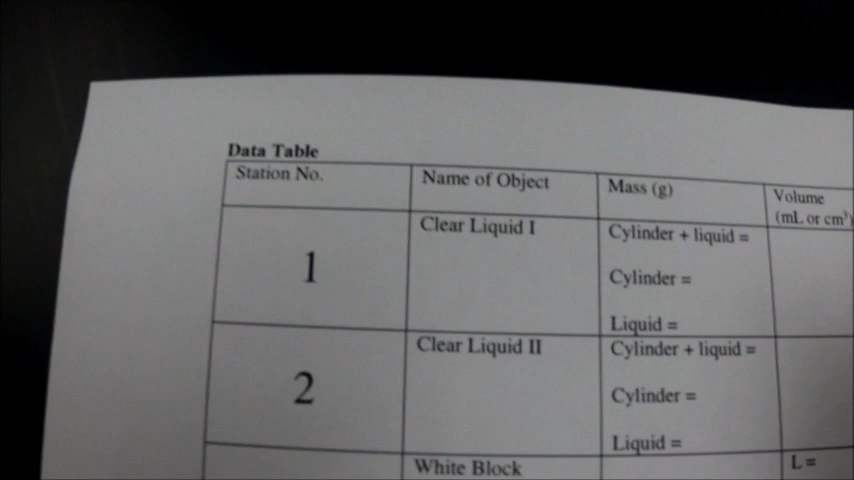 Data Table
Station No.
Name of Object
Mass (g)
Volume
(mL or cm³)
1
Clear Liquid I
Cylinder + liquid =
Cylinder =
Liquid =
2
Clear Liquid II
Cylinder + liquid =
Cylinder =
Liquid =
White Block
L =